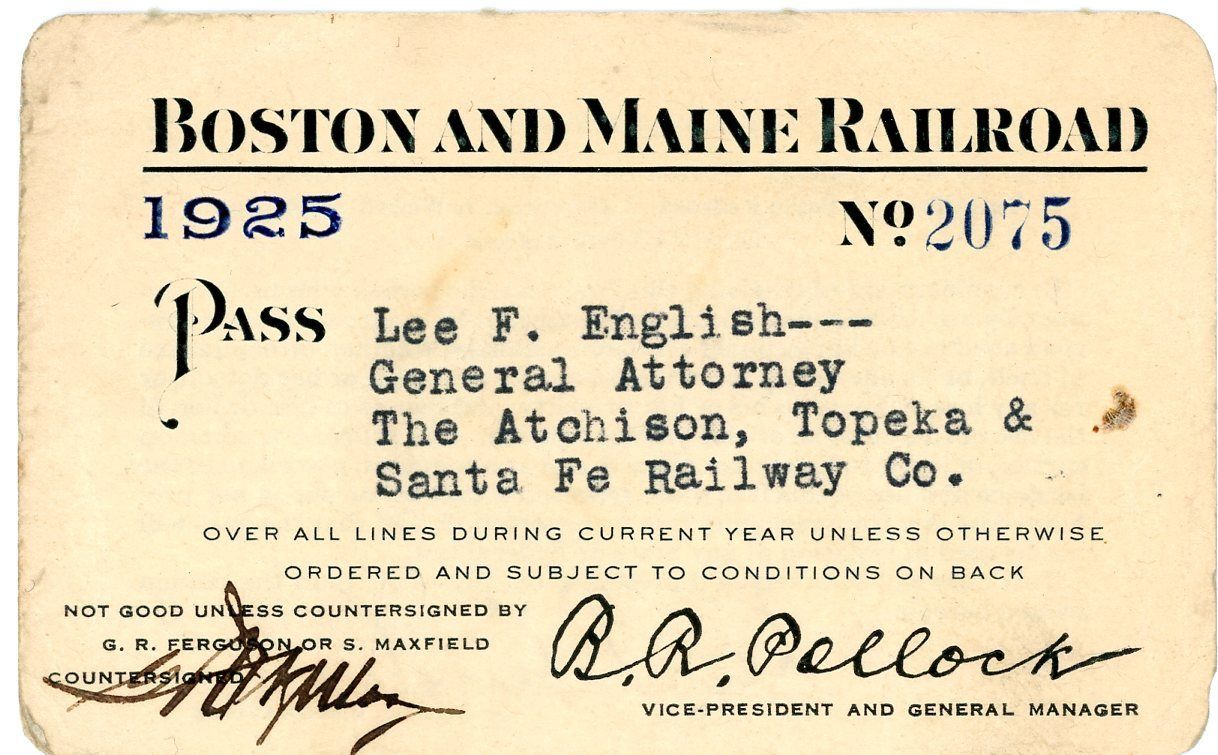 BOSTON AND MAINE RAILROAD
1925 No. 2075
PASS Lee F. English---
General Attorney
The Atchison, Topeka &
Santa Fe Railway Co.
OVER ALL LINES DURING CURRENT YEAR UNLESS OTHERWISE
ORDERED AND SUBJECT TO CONDITIONS ON BACK
NOT GOOD UNLESS COUNTERSIGNED BY
G. R. FERGUSON OR S. MAXFIELD
COUNTERSIGNED
B. R. Pollock
VICE-PRESIDENT AND GENERAL MANAGER